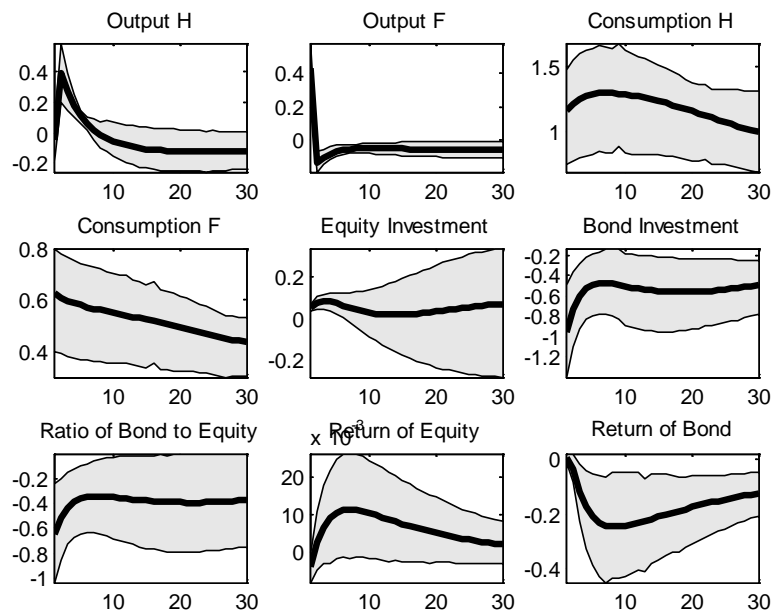 Output H
Output F
Consumption H
0.4
0.2
0
-0.2
10 20 30
0.4
0.2
0
10 20 30
1.5
1
10 20 30
Consumption F
Equity Investment
Bond Investment
0.8
0.6
0.4
10 20 30
0.2
0
-0.2
10 20 30
-0.2
-0.4
-0.6
-0.8
-1
-1.2
10 20 30
Ratio of Bond to Equity
x 10-3
Return of Equity
Return of Bond
-0.2
-0.4
-0.6
-0.8
-1
10 20 30
20
10
0
10 20 30
0
-0.2
-0.4
10 20 30